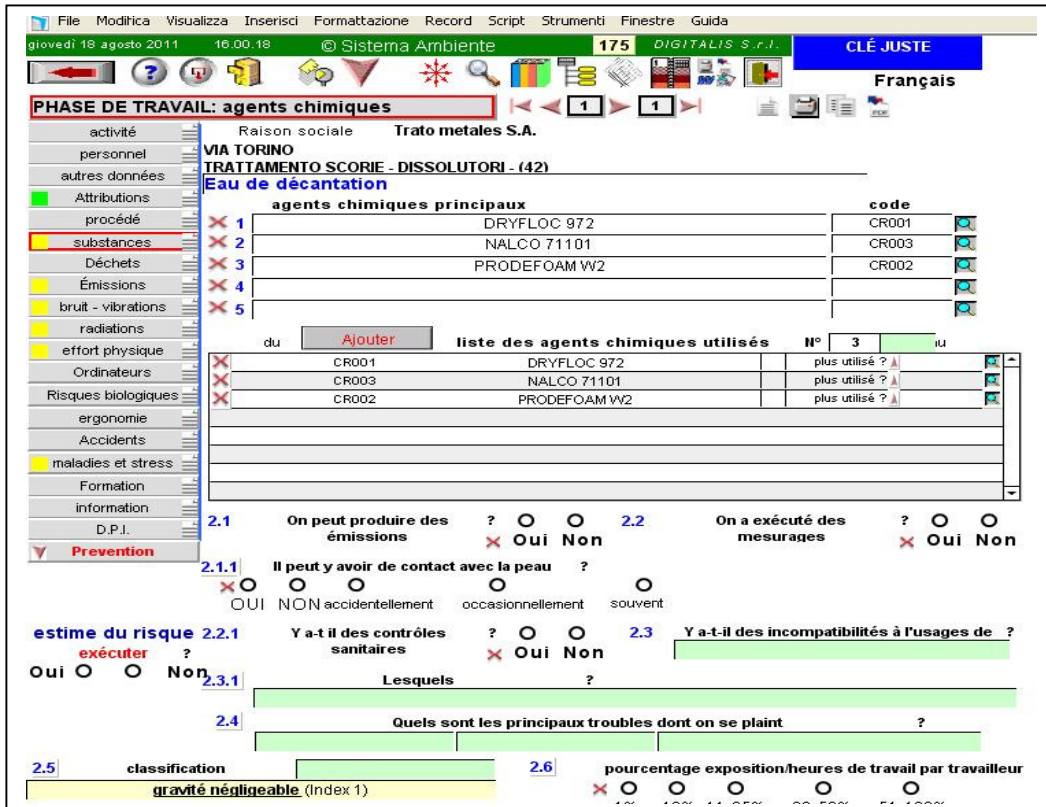 File Modifica Visualizza Inserisci Formattazione Record Script Strumenti Finestre Guida
giovedì 18 agosto 2011 16.00.18 © Sistema Ambiente 175 DIGITALIS S.r.l. CLÉ JUSTE
Français
PHASE DE TRAVAIL: agents chimiques 1 1 PDF
activité
personnel
autres données
Attributions
procédé
substances
Déchets
Émissions
bruit - vibrations
radiations
effort physique
Ordinateurs
Risques biologiques
ergonomie
Accidents
maladies et stress
Formation
information
D.P.I.
Prevention
Raison sociale Trato metales S.A.
VIA TORINO
TRATTAMENTO SCORIE - DISSOLUTORI - (42)
Eau de décantation
agents chimiques principaux code
1 DRYFLOC 972 CR001
2 NALCO 71101 CR003
3 PRODEFOAM W2 CR002
4
5
du Ajouter liste des agents chimiques utilisés N° 3
CR001 DRYFLOC 972 plus utilisé ?
CR003 NALCO 71101 plus utilisé ?
CR002 PRODEFOAM W2 plus utilisé ?
2.1 On peut produire des émissions ? Oui Non
2.2 On a exécuté des mesurages ? Oui Non
2.1.1 Il peut y avoir de contact avec la peau ?
OUI NON accidentellement occasionnellement souvent
estime du risque
exécuter ?
Oui Non
2.2.1 Y a-t il des contrôles sanitaires ? Oui Non
2.3 Y a-t-il des incompatibilités à l'usages de ?
2.3.1 Lesquels ?
2.4 Quels sont les principaux troubles dont on se plaint ?
2.5 classification
gravité négligeable (Index 1)
2.6 pourcentage exposition/heures de travail par travailleur